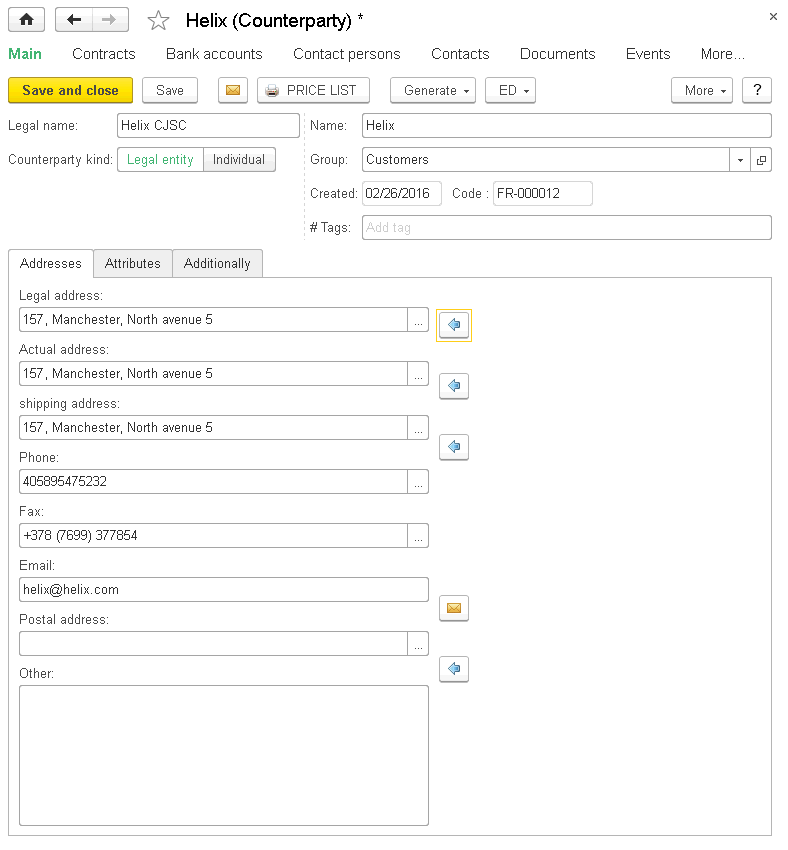 Helix (Counterparty) *
Main Contracts Bank accounts Contact persons Contacts Documents Events More...
Save and close Save PRICE LIST Generate ED More ?
Legal name: Helix CJSC Name: Helix
Counterparty kind: Legal entity Individual Group: Customers
Created: 02/26/2016 Code : FR-000012
# Tags: Add tag
Addresses Attributes Additionally
Legal address:
157, Manchester, North avenue 5 ...
Actual address:
157, Manchester, North avenue 5 ...
shipping address:
157, Manchester, North avenue 5 ...
Phone:
405895475232 ...
Fax:
+378 (7699) 377854 ...
Email:
helix@helix.com
Postal address:
...
Other: